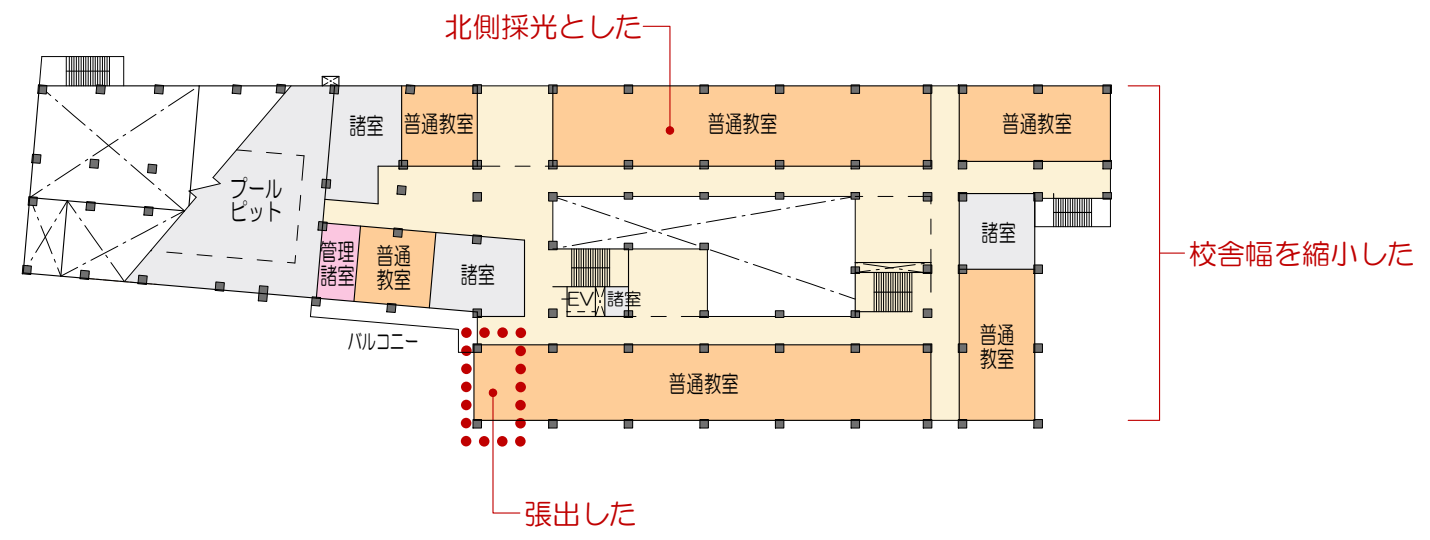 北側採光とした
諸室
普通教室
普通教室
普通教室
プール
ピット
管理
諸室
普通
教室
諸室
諸室
EV
諸室
校舎幅を縮小した
バルコニー
普通教室
普通
教室
張出した